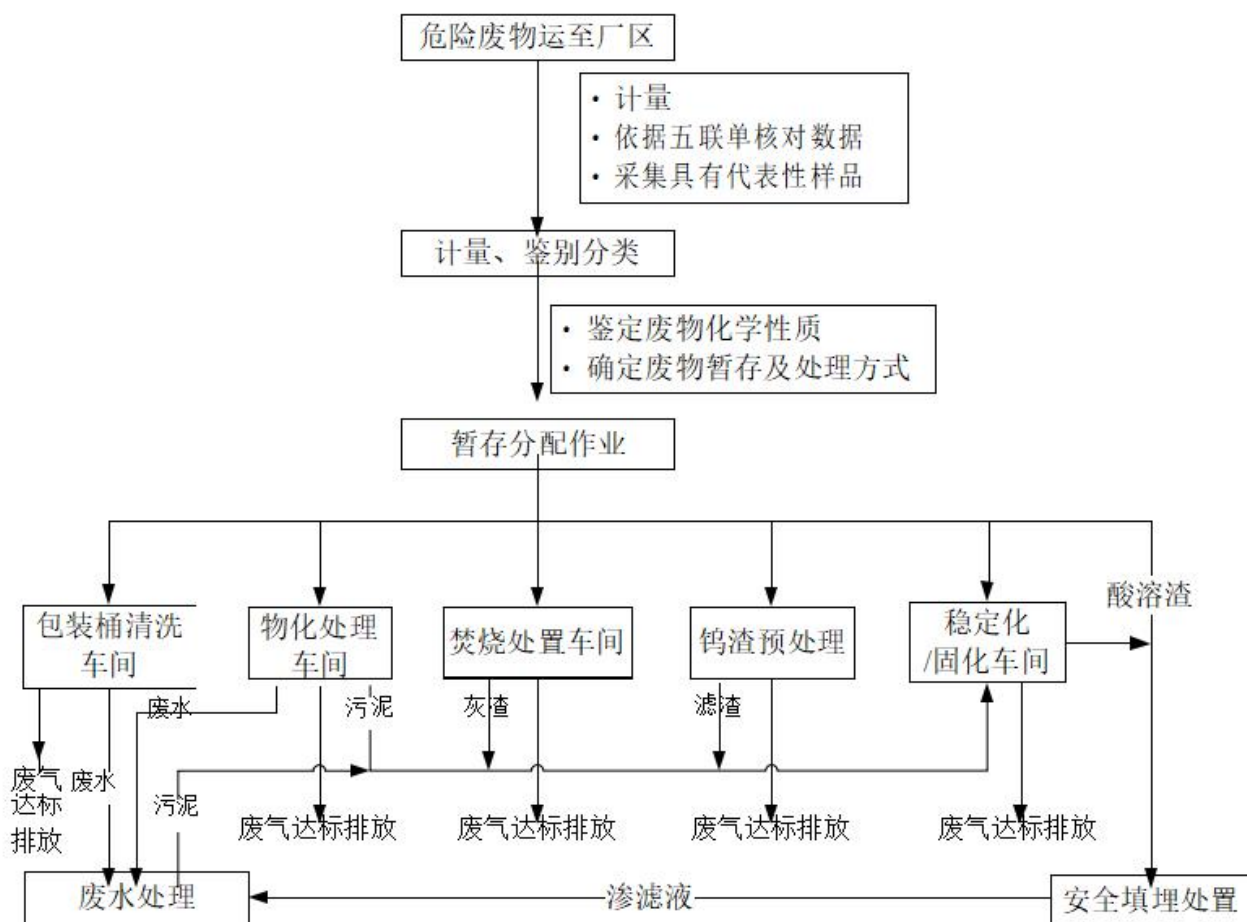 危险废物运至厂区
· 计量
· 依据五联单核对数据
· 采集具有代表性样品
计量、鉴别分类
· 鉴定废物化学性质
· 确定废物暂存及处理方式
暂存分配作业
包装桶清洗
车间
物化处理
车间
焚烧处置车间
钨渣预处理
稳定化
/固化车间
酸溶渣
废水
污泥
灰渣
滤渣
废气
达标
排放
废水
污泥
废气达标排放
废气达标排放
废气达标排放
废气达标排放
废水处理
渗滤液
安全填埋处置